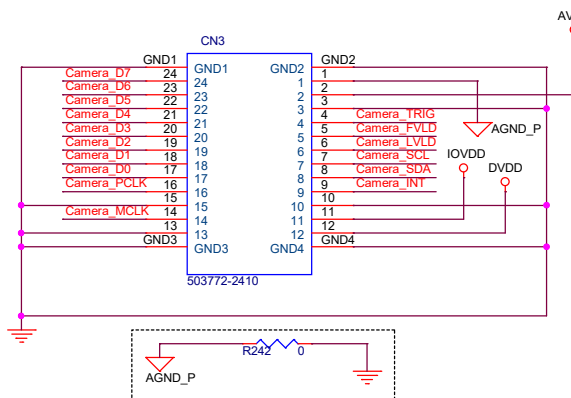 AV
CN3
GND1 GND2
GND1 GND2
Camera_D7 24 24 1 1
Camera_D6 23 23 2 2
Camera_D5 22 22 3 3
Camera_D4 21 21 4 4 Camera_TRIG
Camera_D3 20 20 5 5 Camera_FVLD
Camera_D2 19 19 6 6 Camera_LVLD
Camera_D1 18 18 7 7 Camera_SCL
Camera_D0 17 17 8 8 Camera_SDA
Camera_PCLK 16 16 9 9 Camera_INT
15 15 10 10
Camera_MCLK 14 14 11 11
13 13 12 12
GND3 GND3 GND4 GND4
AGND_P
IOVDD DVDD
503772-2410
R242 0
AGND_P